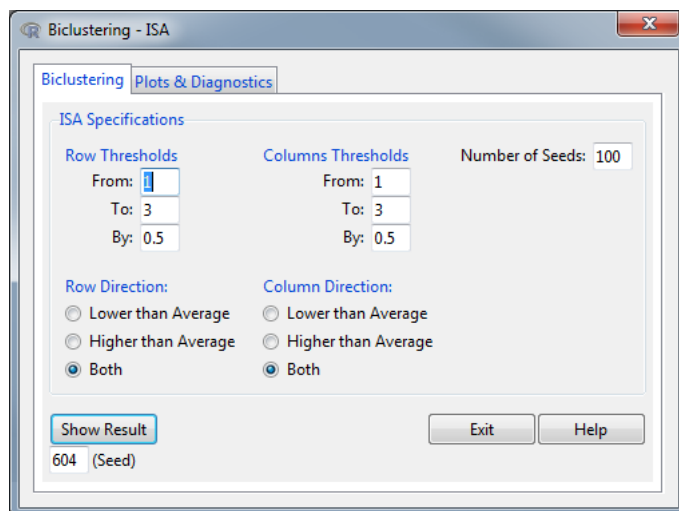 Biclustering - ISA
Biclustering Plots & Diagnostics
ISA Specifications
Row Thresholds Columns Thresholds Number of Seeds: 100
From: 1 From: 1
To: 3 To: 3
By: 0.5 By: 0.5
Row Direction: Column Direction:
Lower than Average Lower than Average
Higher than Average Higher than Average
Both Both
Show Result Exit Help
604 (Seed)